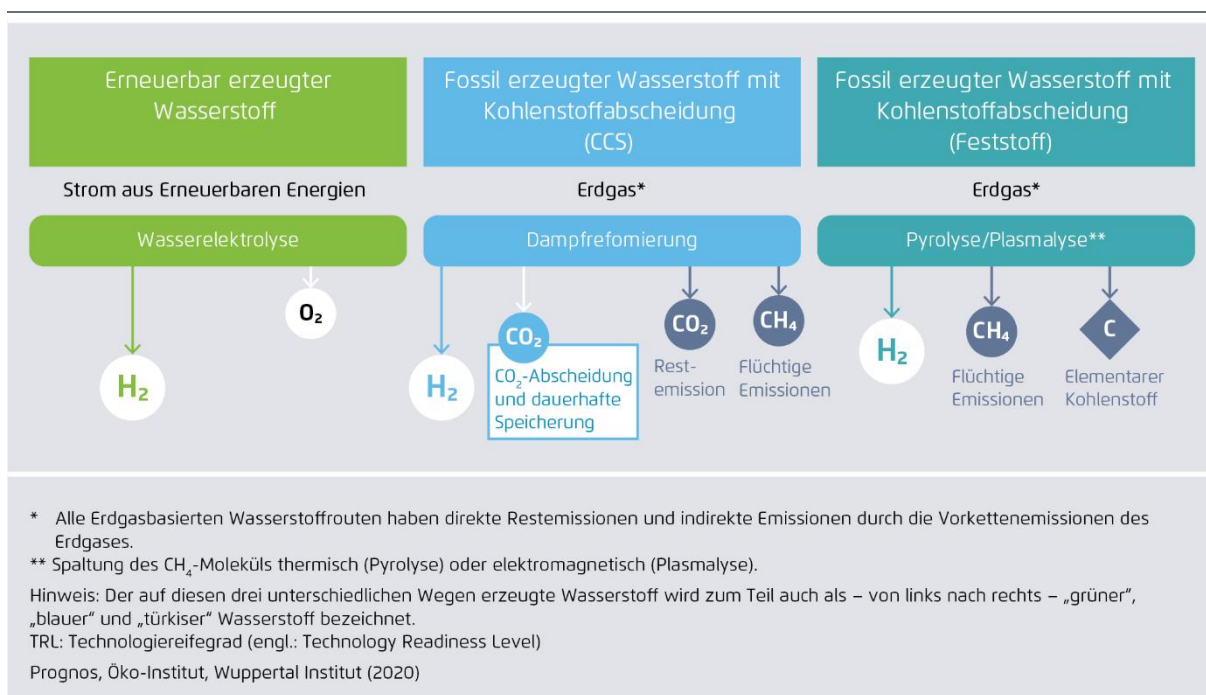 Erneuerbar erzeugter
Wasserstoff
Strom aus Erneuerbaren Energien
Wasserelektrolyse
H₂
O₂
Fossil erzeugter Wasserstoff mit
Kohlenstoffabscheidung
(CCS)
Erdgas*
Dampfrefomierung
H₂
CO₂
CO₂-Abscheidung
und dauerhafte
Speicherung
CO₂
Rest-
emission
CH₄
Flüchtige
Emissionen
Fossil erzeugter Wasserstoff mit
Kohlenstoffabscheidung
(Feststoff)
Erdgas*
Pyrolyse/Plasmalyse**
H₂
CH₄
Flüchtige
Emissionen
C
Elementarer
Kohlenstoff
* Alle Erdgasbasierten Wasserstoffrouten haben direkte Restemissionen und indirekte Emissionen durch die Vorkettenemissionen des
Erdgases.
** Spaltung des CH₄-Moleküls thermisch (Pyrolyse) oder elektromagnetisch (Plasmalyse).
Hinweis: Der auf diesen drei unterschiedlichen Wegen erzeugte Wasserstoff wird zum Teil auch als – von links nach rechts – „grüner“,
„blauer“ und „türkiser“ Wasserstoff bezeichnet.
TRL: Technologiereifegrad (engl.: Technology Readiness Level)
Prognos, Öko-Institut, Wuppertal Institut (2020)